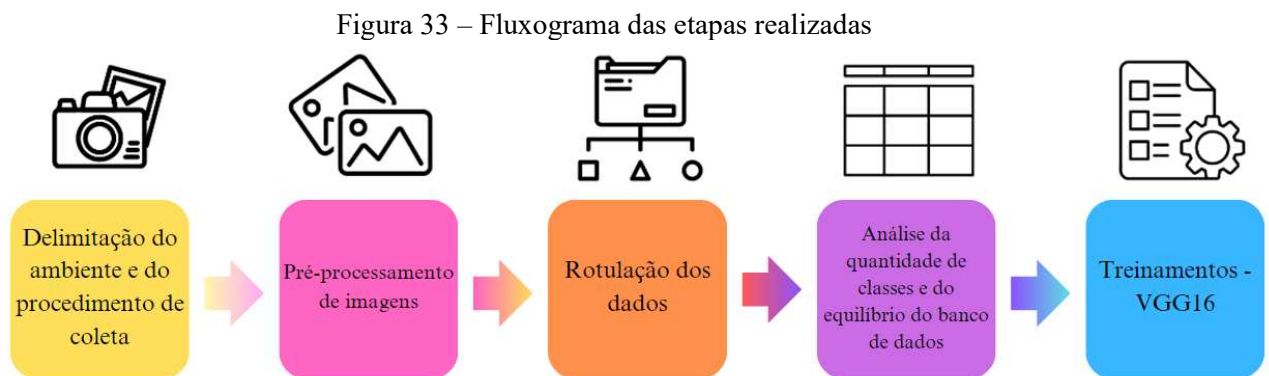 Figura 33 – Fluxograma das etapas realizadas
Delimitação do
ambiente e do
procedimento de
coleta
Pré-processamento
de imagens
Rotulação dos
dados
Análise da
quantidade de
classes e do
equilíbrio do banco
de dados
Treinamentos -
VGG16